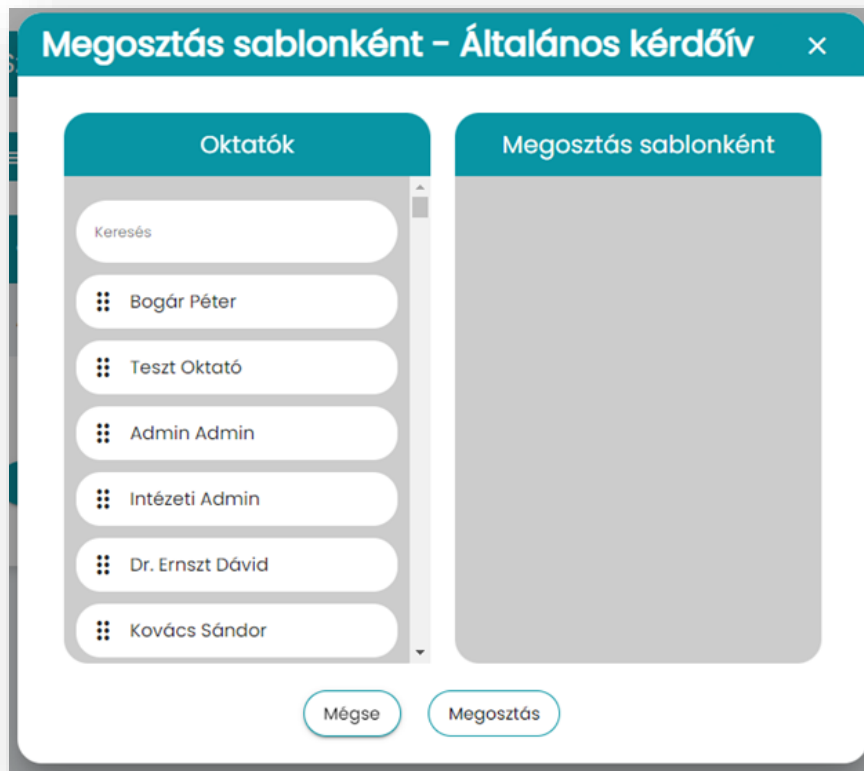 Megosztás sablonként - Általános kérdőív
Oktatók
Megosztás sablonként
Keresés
Bogár Péter
Teszt Oktató
Admin Admin
Intézeti Admin
Dr. Ernszt Dávid
Kovács Sándor
Mégse
Megosztás